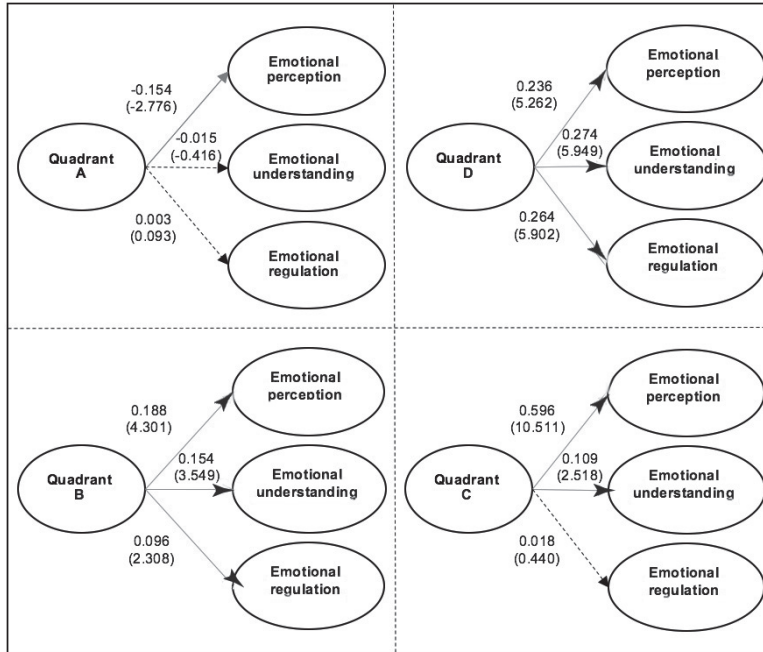 Emotional
perception
-0.154
(-2.776)
-0.015
(-0.416)
Quadrant
A
Emotional
understanding
0.003
(0.093)
Emotional
regulation
Emotional
perception
0.236
(5.262)
0.274
(5.949)
Quadrant
D
Emotional
understanding
0.264
(5.902)
Emotional
regulation
Emotional
perception
0.188
(4.301)
0.154
(3.549)
Quadrant
B
Emotional
understanding
0.096
(2.308)
Emotional
regulation
Emotional
perception
0.596
(10.511)
0.109
(2.518)
Quadrant
C
Emotional
understanding
0.018
(0.440)
Emotional
regulation